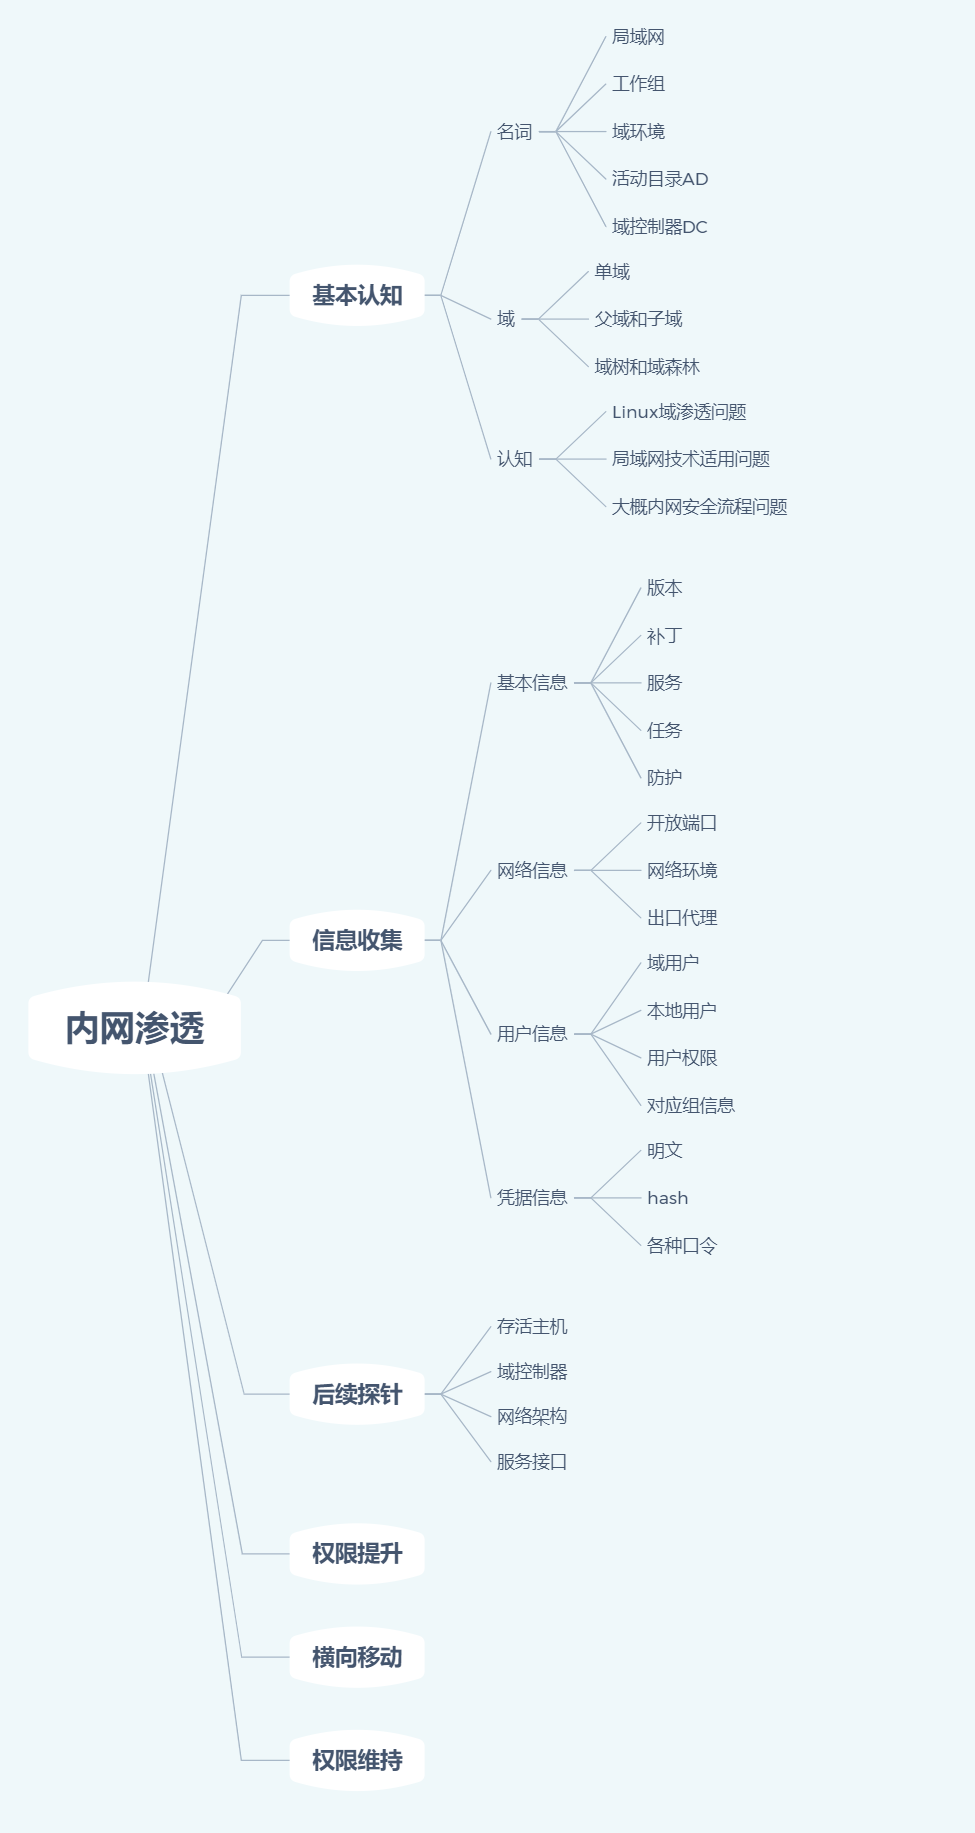 内网渗透
基本认知
名词
局域网
工作组
域环境
活动目录AD
域控制器DC
域
单域
父域和子域
域树和域森林
认知
Linux域渗透问题
局域网技术适用问题
大概内网安全流程问题
信息收集
基本信息
版本
补丁
服务
任务
防护
网络信息
开放端口
网络环境
出口代理
用户信息
域用户
本地用户
用户权限
对应组信息
凭据信息
明文
hash
各种口令
后续探针
存活主机
域控制器
网络架构
服务接口
权限提升
横向移动
权限维持